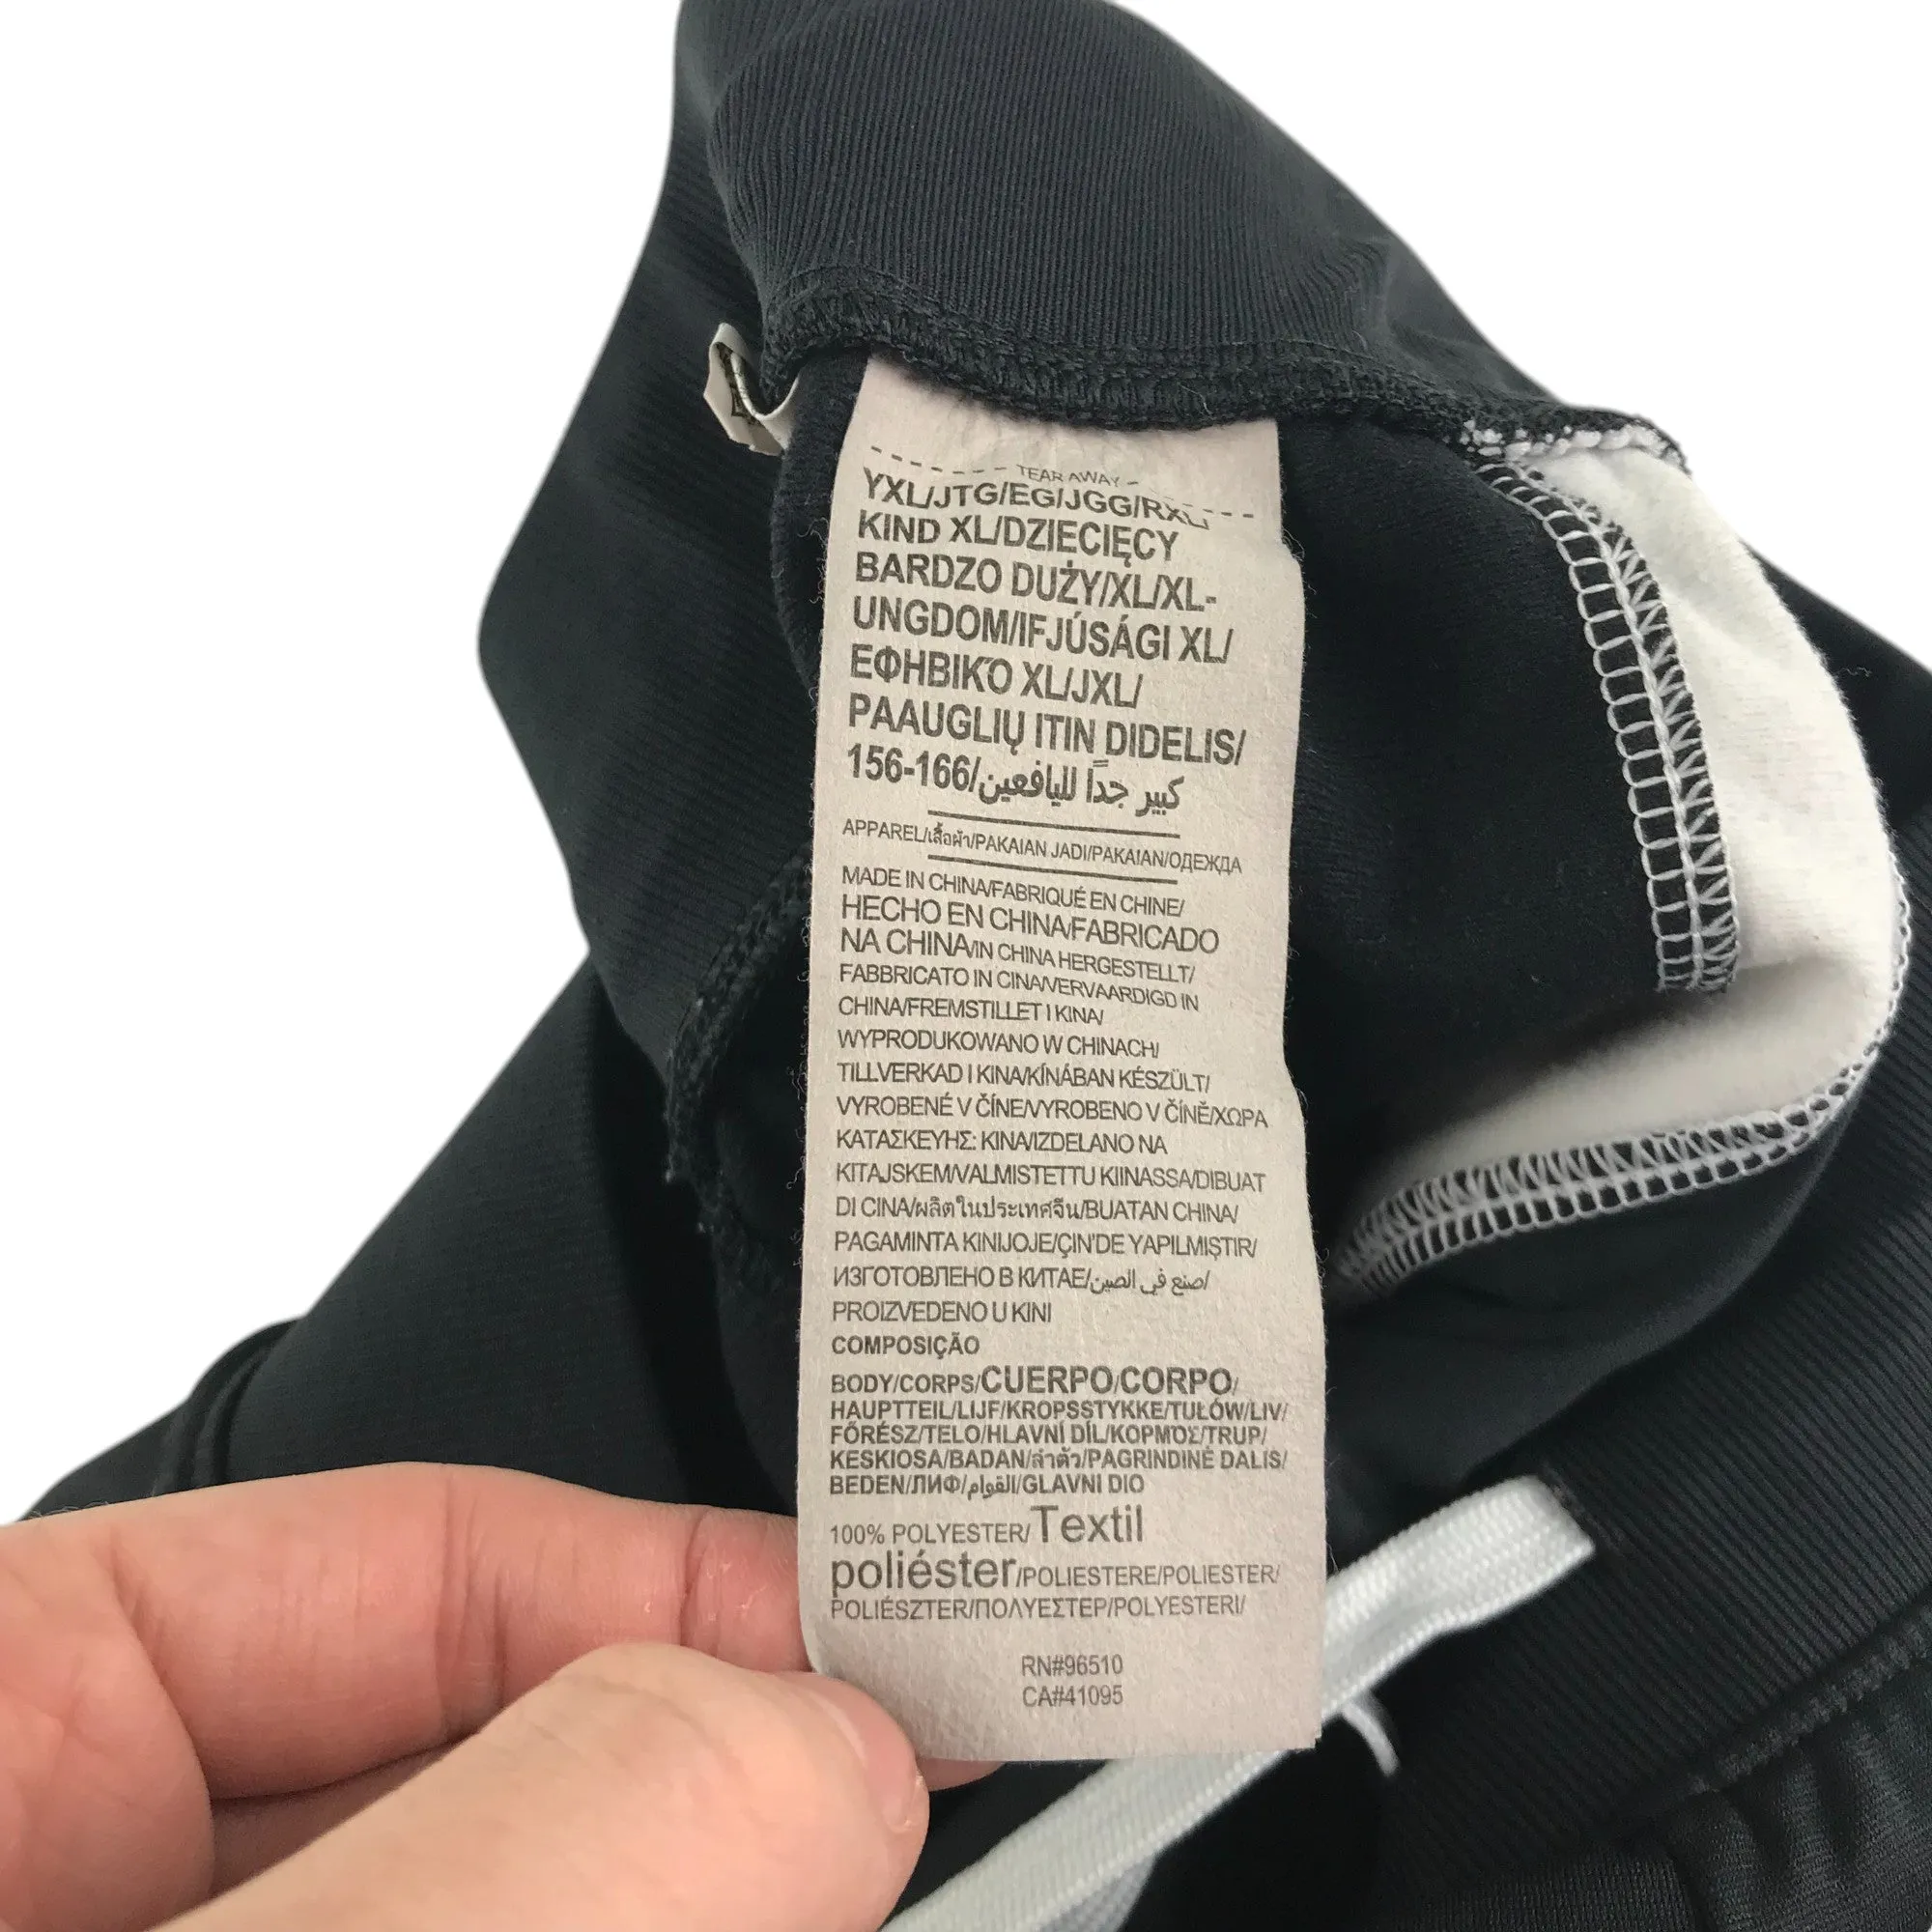 TEAR AWAY
YXL/JTG/EG/JGG/RXL/
KIND XL/DZIECIĘCY
BARDZO DUŻY/XL/XL-
UNGDOM/IFJÚSÁGI XL/
ΕΦΗΒΙΚΌ XL/JXL/
PAAUGLIŲ ITIN DIDELIS/
156-166/كبير جدًا لليافعين
APPAREL/เสื้อผ้า/PAKAIAN JADI/PAKAIAN/ОДЕЖДА
MADE IN CHINA/FABRIQUÉ EN CHINE/
HECHO EN CHINA/FABRICADO
NA CHINA/IN CHINA HERGESTELLT/
FABBRICATO IN CINA/VERVAARDIGD IN
CHINA/FREMSTILLET I KINA/
WYPRODUKOWANO W CHINACH/
TILLVERKAD I KINA/KÍNÁBAN KÉSZÜLT/
VYROBENÉ V ČÍNE/VYROBENO V ČÍNĚ/ΧΩΡΑ
ΚΑΤΑΣΚΕΥΗΣ: ΚΙΝΑ/IZDELANO NA
KITAJSKEM/VALMISTETTU KIINASSA/DIBUAT
DI CINA/ผลิตในประเทศจีน/BUATAN CHINA/
PAGAMINTA KINIJOJE/ÇIN'DE YAPILMIŞTIR/
ИЗГОТОВЛЕНО В КИТАЕ/صنع في الصين/
PROIZVEDENO U KINI
COMPOSIÇÃO
BODY/CORPS/CUERPO/CORPO/
HAUPTTEIL/LIJF/KROPSSTYKKE/TUŁÓW/LIV/
FŐRÉSZ/TELO/HLAVNÍ DÍL/ΚΟΡΜΌΣ/TRUP/
KESKIOSA/BADAN/ลำตัว/PAGRINDINĖ DALIS/
BEDEN/ЛИФ/القوام/GLAVNI DIO
100% POLYESTER/Textil
poliéster/POLIESTERE/POLIESTER/
POLIÉSZTER/ΠΟΛΥΕΣΤΕΡ/POLYESTERI/
RN#96510
CA#41095